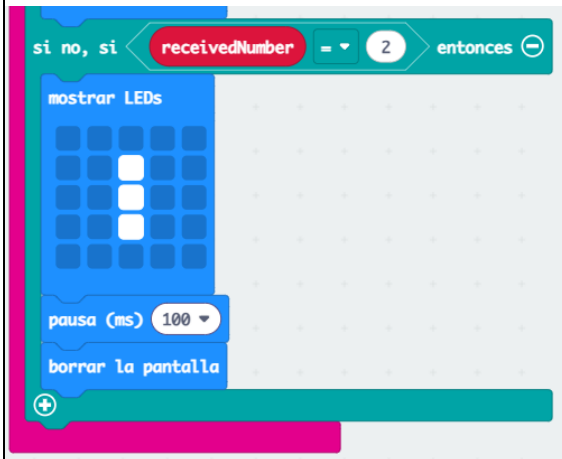 si no, si receivedNumber = 2 entonces
mostrar LEDs
pausa (ms) 100
borrar la pantalla